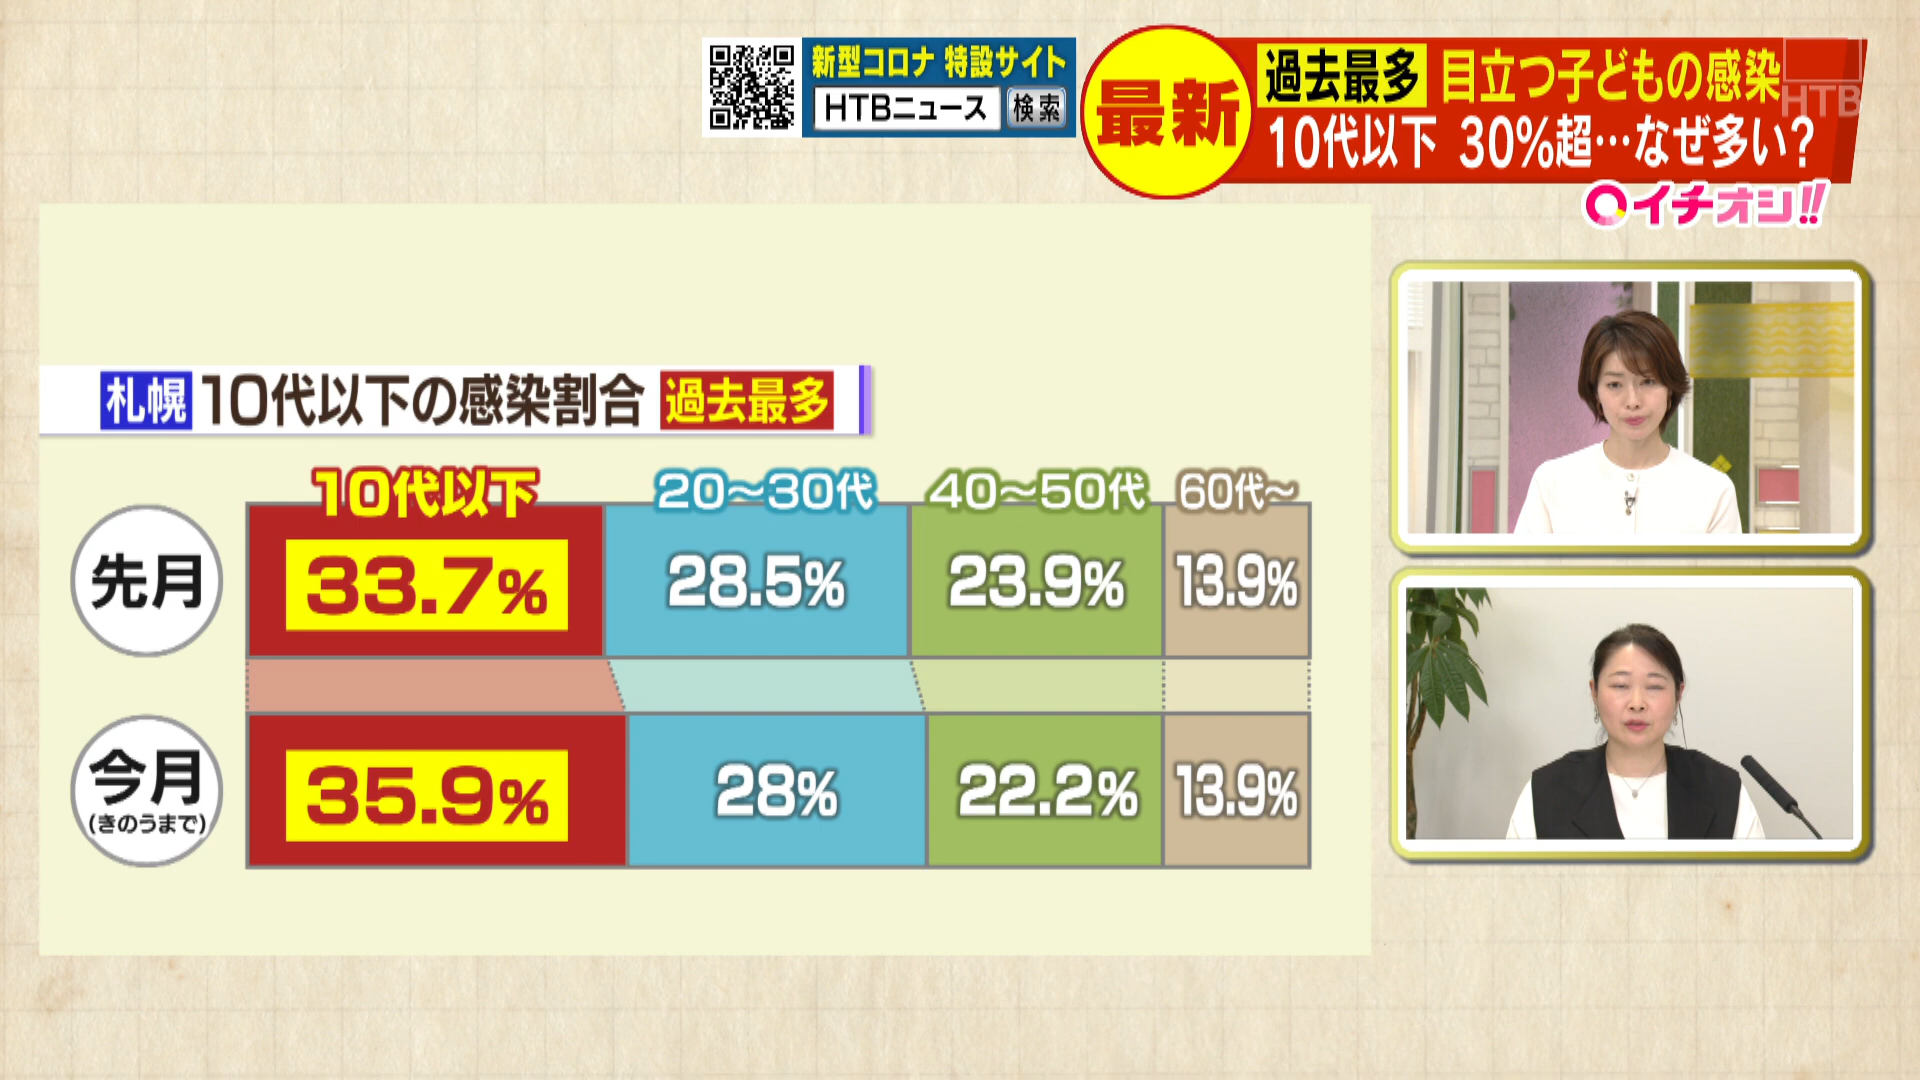 新型コロナ 特設サイト
HTBニュース 検索
最新
過去最多 目立つ子どもの感染
10代以下 30%超…なぜ多い?
HTB
イチオシ!!
札幌 10代以下の感染割合 過去最多
10代以下 20〜30代 40〜50代 60代〜
先月 33.7% 28.5% 23.9% 13.9%
今月 35.9% 28% 22.2% 13.9%
(きのうまで)